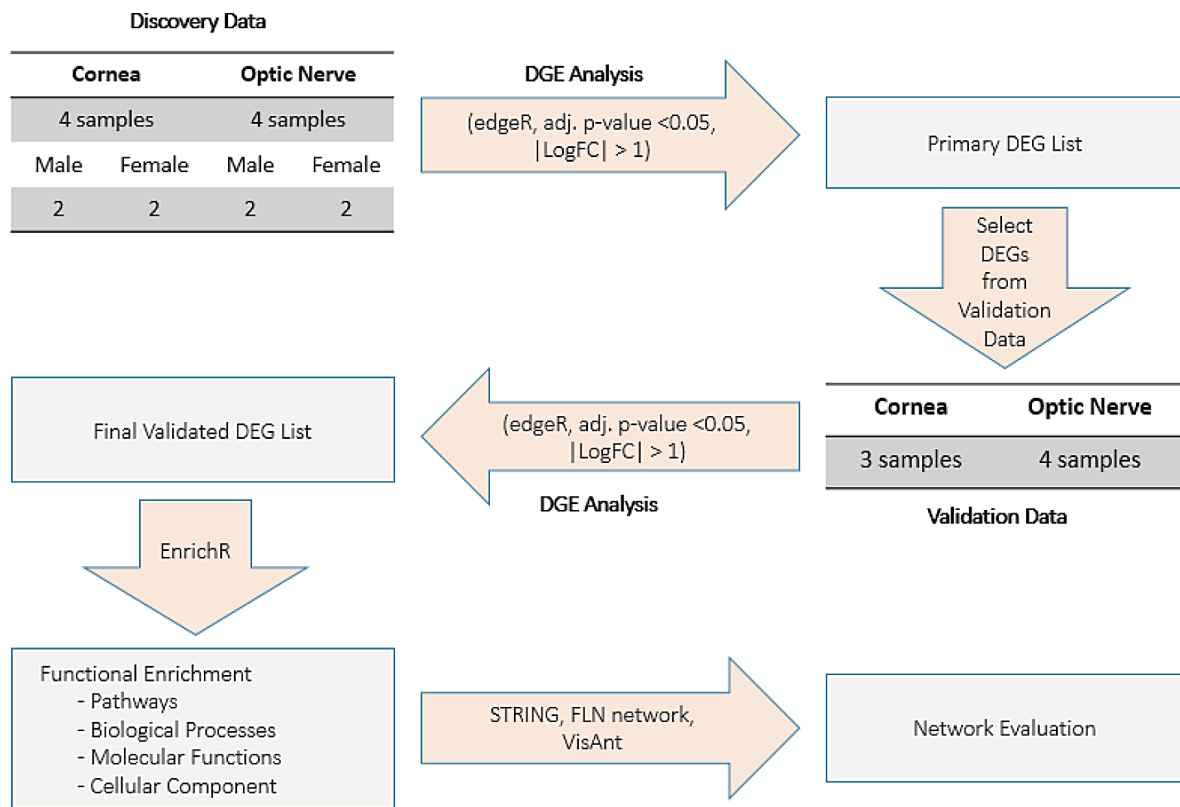 Discovery Data
Cornea Optic Nerve
4 samples 4 samples
Male Female Male Female
2 2 2 2
DGE Analysis
(edgeR, adj. p-value <0.05,
|LogFC| > 1)
Primary DEG List
Select
DEGs
from
Validation
Data
Cornea Optic Nerve
3 samples 4 samples
Validation Data
(edgeR, adj. p-value <0.05,
|LogFC| > 1)
DGE Analysis
Final Validated DEG List
EnrichR
Functional Enrichment
- Pathways
- Biological Processes
- Molecular Functions
- Cellular Component
STRING, FLN network,
VisAnt
Network Evaluation